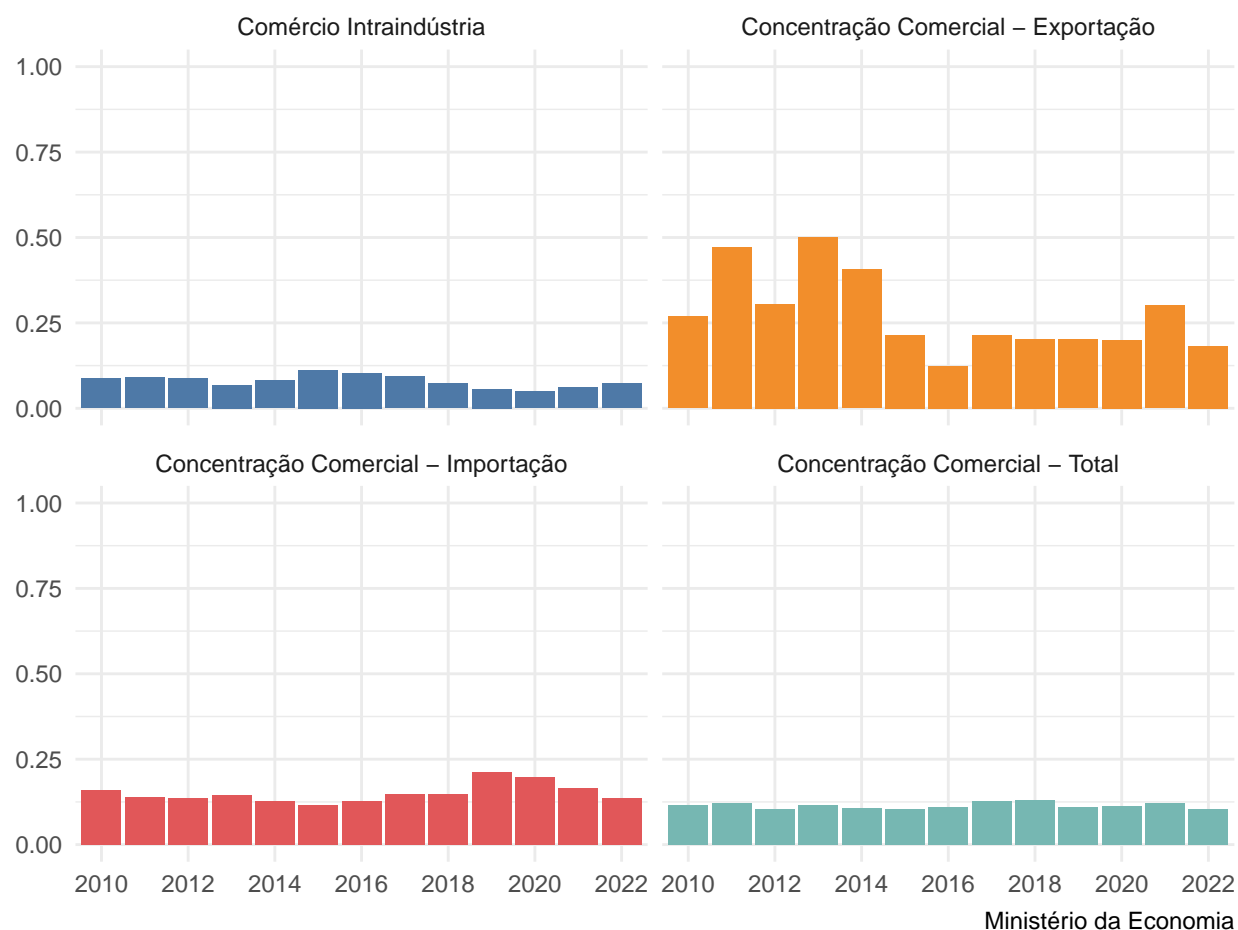 Comércio Intraindústria
Concentração Comercial – Exportação
1.00
0.75
0.50
0.25
0.00
Concentração Comercial – Importação
Concentração Comercial – Total
1.00
0.75
0.50
0.25
0.00
2010 2012 2014 2016 2018 2020 2022
2010 2012 2014 2016 2018 2020 2022
Ministério da Economia